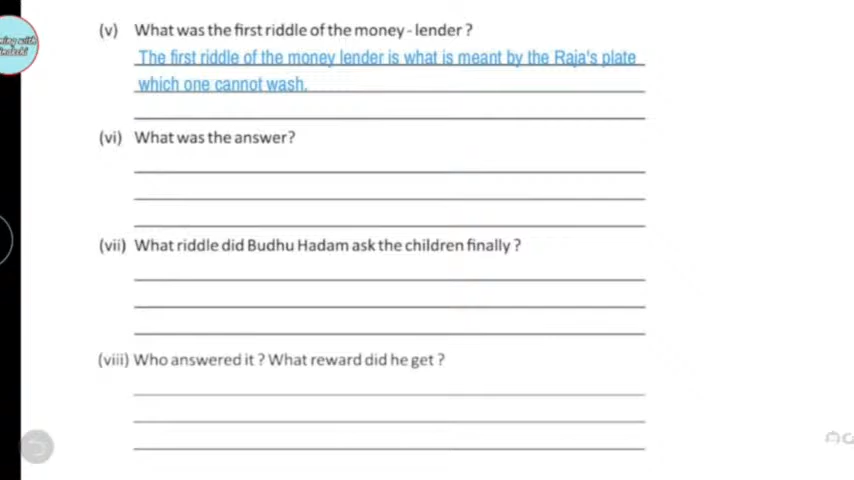 (v) What was the first riddle of the money - lender ?
The first riddle of the money lender is what is meant by the Raja's plate
which one cannot wash.
(vi) What was the answer?
(vii) What riddle did Budhu Hadam ask the children finally ?
(viii) Who answered it ? What reward did he get ?